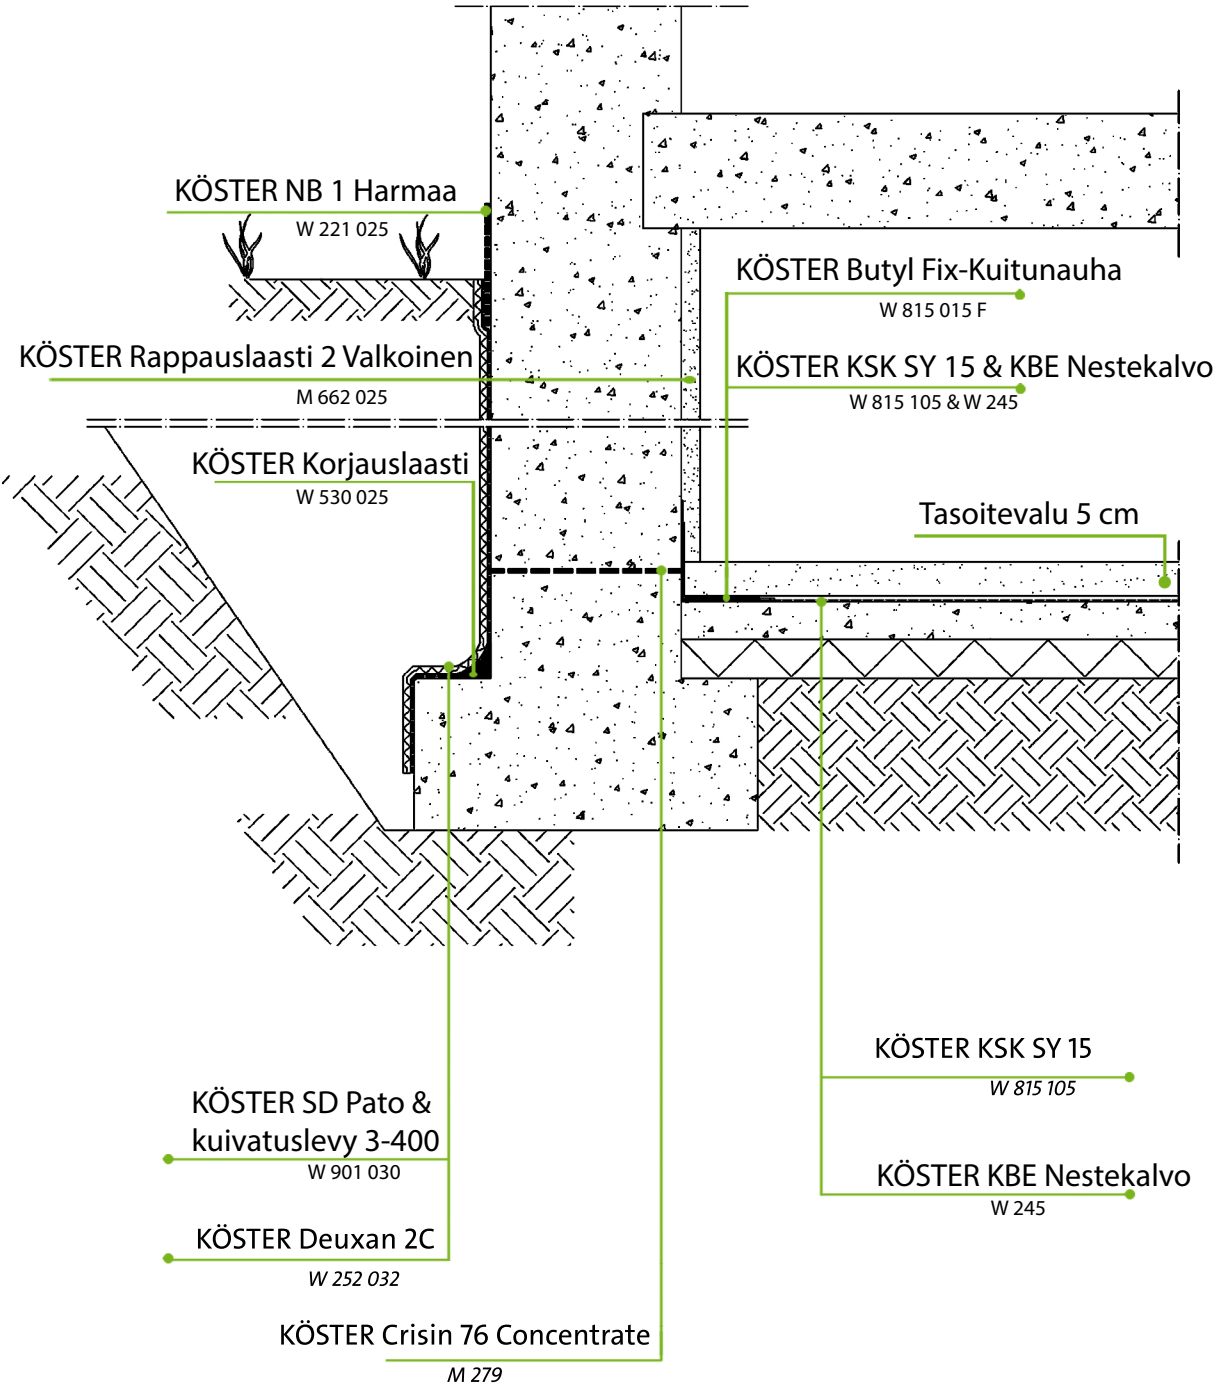 KÖSTER NB 1 Harmaa
W 221 025
KÖSTER Butyl Fix-Kuitunauha
W 815 015 F
KÖSTER Rappauslaasti 2 Valkoinen
M 662 025
KÖSTER KSK SY 15 & KBE Nestekalvo
W 815 105 & W 245
KÖSTER Korjauslaasti
W 530 025
Tasoitevalu 5 cm
KÖSTER KSK SY 15
W 815 105
KÖSTER SD Pato &
kuivatuslevy 3-400
W 901 030
KÖSTER KBE Nestekalvo
W 245
KÖSTER Deuxan 2C
W 252 032
KÖSTER Crisin 76 Concentrate
M 279